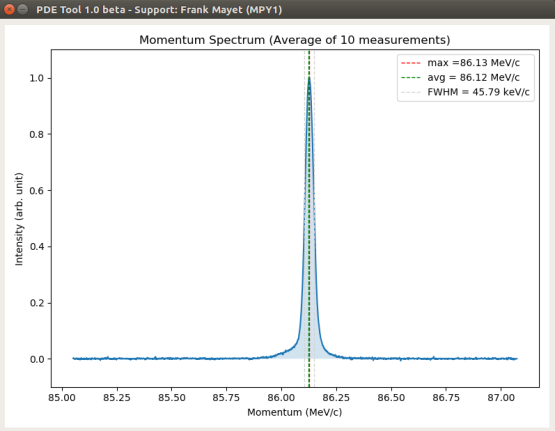 PDE Tool 1.0 beta - Support: Frank Mayet (MPY1)
Momentum Spectrum (Average of 10 measurements)
max =86.13 MeV/c
avg = 86.12 MeV/c
FWHM = 45.79 keV/c
1.0
0.8
0.6
0.4
0.2
0.0
Intensity (arb. unit)
85.00 85.25 85.50 85.75 86.00 86.25 86.50 86.75 87.00
Momentum (MeV/c)